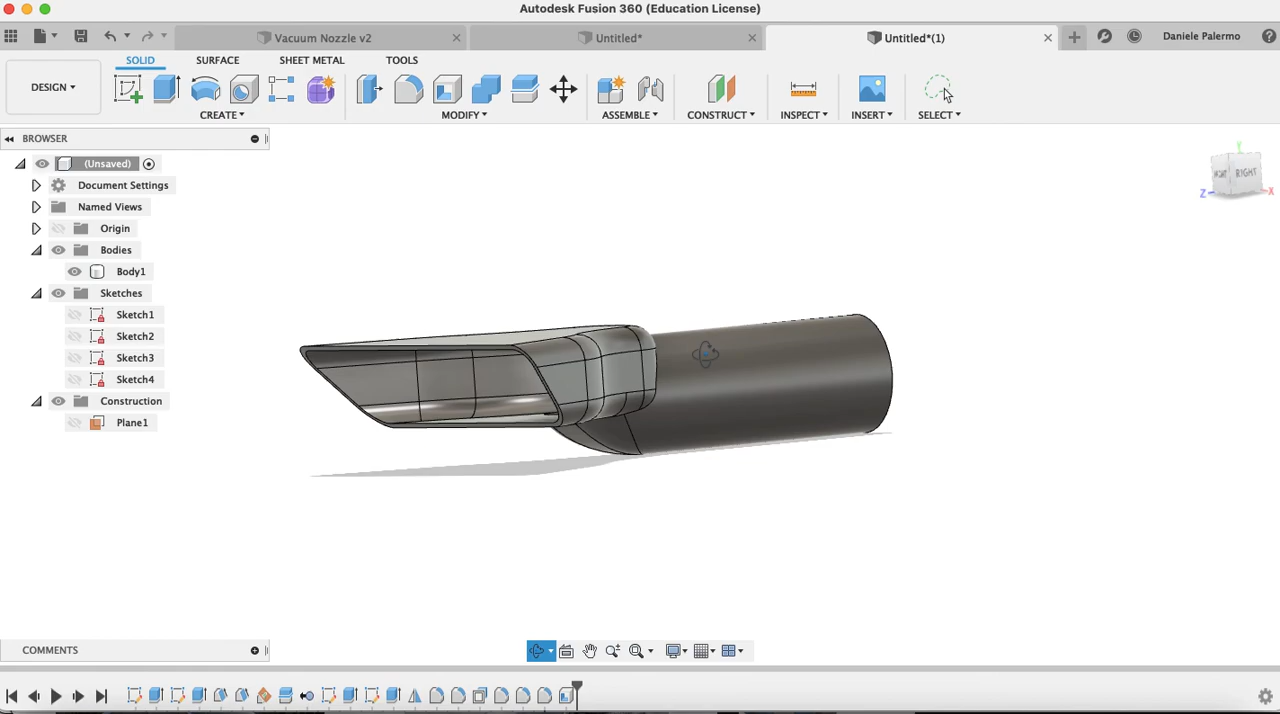 Autodesk Fusion 360 (Education License)
Vacuum Nozzle v2
Untitled*
Untitled*(1)
Daniele Palermo
DESIGN
SOLID
SURFACE
SHEET METAL
TOOLS
CREATE
MODIFY
ASSEMBLE
CONSTRUCT
INSPECT
INSERT
SELECT
BROWSER
(Unsaved)
Document Settings
Named Views
Origin
Bodies
Body1
Sketches
Sketch1
Sketch2
Sketch3
Sketch4
Construction
Plane1
Y
RIGHT
Z
X
COMMENTS